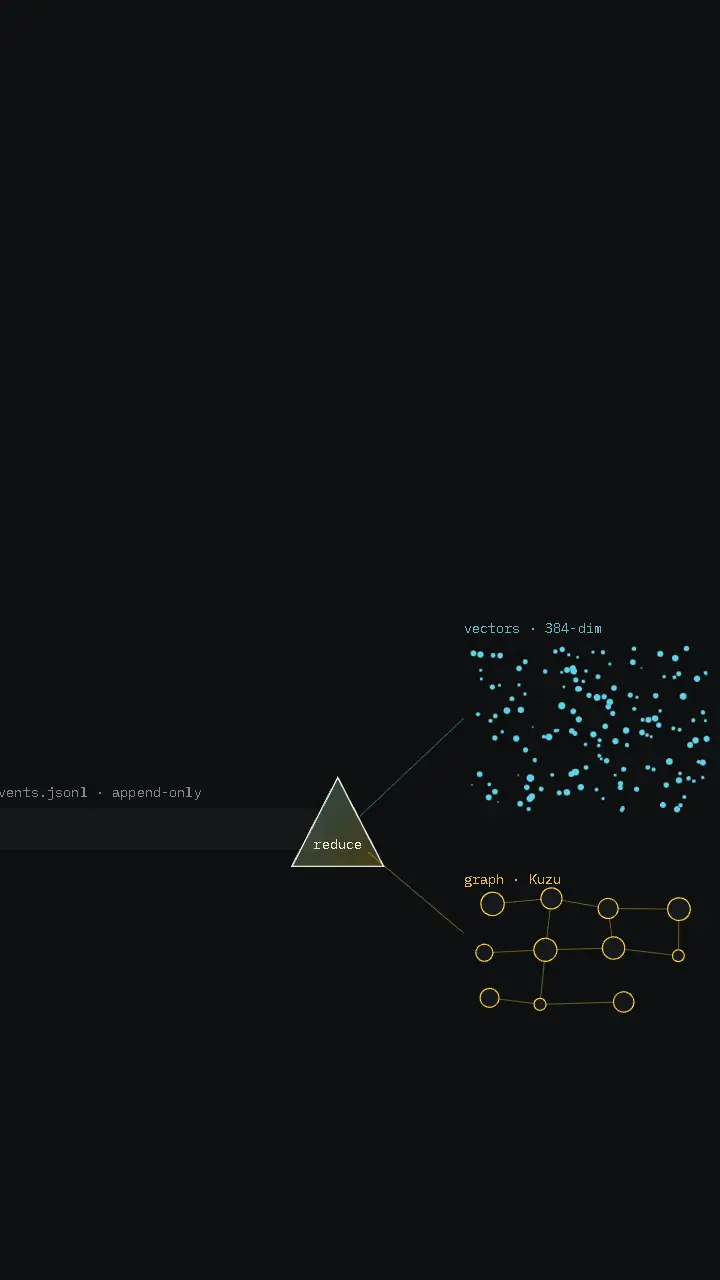 vectors · 384-dim
vents.jsonl · append-only
reduce
graph · Kuzu